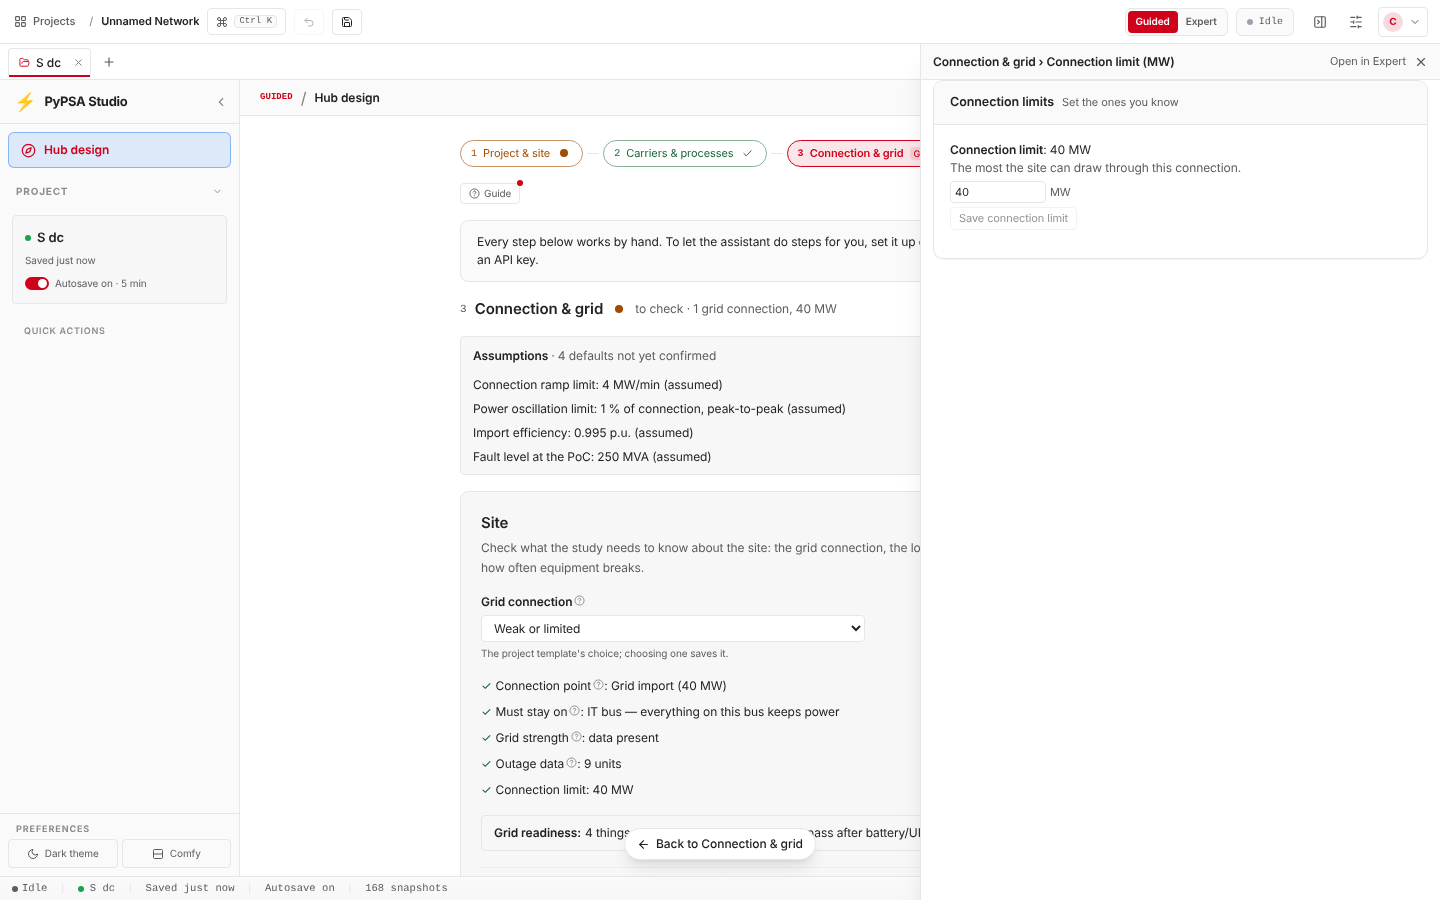 Projects / Unnamed Network Ctrl K
Guided Expert Idle C
S dc
Connection & grid › Connection limit (MW) Open in Expert
PyPSA Studio
GUIDED / Hub design
Connection limits Set the ones you know
Hub design
1 Project & site
2 Carriers & processes
3 Connection & grid
Connection limit: 40 MW
The most the site can draw through this connection.
40 MW
Save connection limit
PROJECT
Guide
S dc
Saved just now
Autosave on · 5 min
QUICK ACTIONS
Every step below works by hand. To let the assistant do steps for you, set it up
an API key.
3 Connection & grid to check · 1 grid connection, 40 MW
Assumptions · 4 defaults not yet confirmed
Connection ramp limit: 4 MW/min (assumed)
Power oscillation limit: 1 % of connection, peak-to-peak (assumed)
Import efficiency: 0.995 p.u. (assumed)
Fault level at the PoC: 250 MVA (assumed)
Site
Check what the study needs to know about the site: the grid connection, the lo
how often equipment breaks.
Grid connection
Weak or limited
The project template's choice; choosing one saves it.
Connection point: Grid import (40 MW)
Must stay on: IT bus — everything on this bus keeps power
Grid strength: data present
Outage data: 9 units
Connection limit: 40 MW
Grid readiness: 4 things pass after battery/U
Back to Connection & grid
PREFERENCES
Dark theme Comfy
Idle S dc Saved just now Autosave on 168 snapshots